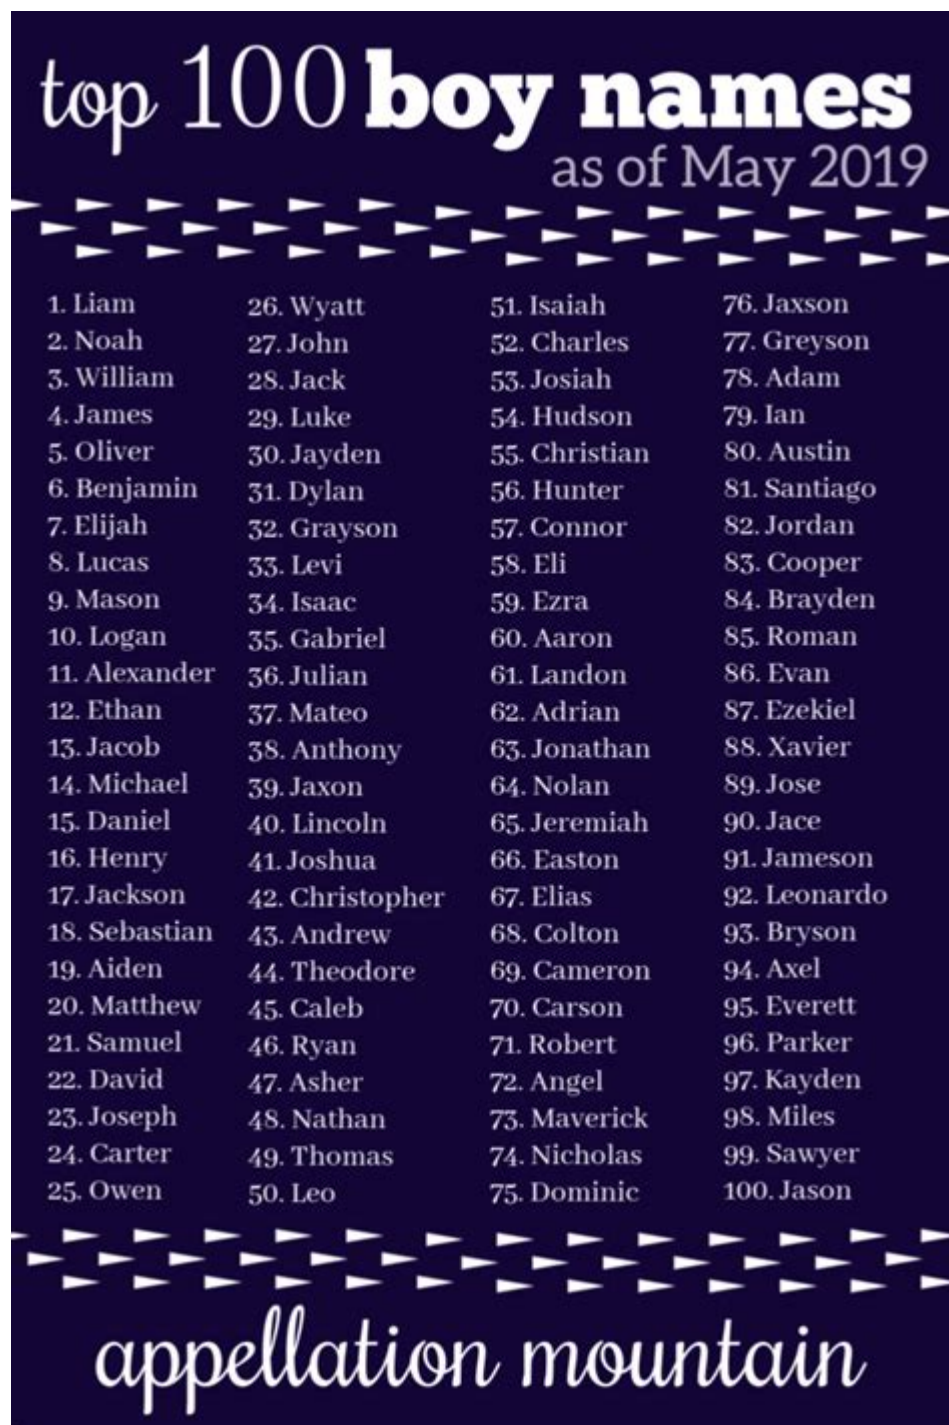 top 100 boy names
as of May 2019
1. Liam
2. Noah
3. William
4. James
5. Oliver
6. Benjamin
7. Elijah
8. Lucas
9. Mason
10. Logan
11. Alexander
12. Ethan
13. Jacob
14. Michael
15. Daniel
16. Henry
17. Jackson
18. Sebastian
19. Aiden
20. Matthew
21. Samuel
22. David
23. Joseph
24. Carter
25. Owen
26. Wyatt
27. John
28. Jack
29. Luke
30. Jayden
31. Dylan
32. Grayson
33. Levi
34. Isaac
35. Gabriel
36. Julian
37. Mateo
38. Anthony
39. Jaxon
40. Lincoln
41. Joshua
42. Christopher
43. Andrew
44. Theodore
45. Caleb
46. Ryan
47. Asher
48. Nathan
49. Thomas
50. Leo
51. Isaiah
52. Charles
53. Josiah
54. Hudson
55. Christian
56. Hunter
57. Connor
58. Eli
59. Ezra
60. Aaron
61. Landon
62. Adrian
63. Jonathan
64. Nolan
65. Jeremiah
66. Easton
67. Elias
68. Colton
69. Cameron
70. Carson
71. Robert
72. Angel
73. Maverick
74. Nicholas
75. Dominic
76. Jaxson
77. Greyson
78. Adam
79. Ian
80. Austin
81. Santiago
82. Jordan
83. Cooper
84. Brayden
85. Roman
86. Evan
87. Ezekiel
88. Xavier
89. Jose
90. Jace
91. Jameson
92. Leonardo
93. Bryson
94. Axel
95. Everett
96. Parker
97. Kayden
98. Miles
99. Sawyer
100. Jason
appellation mountain